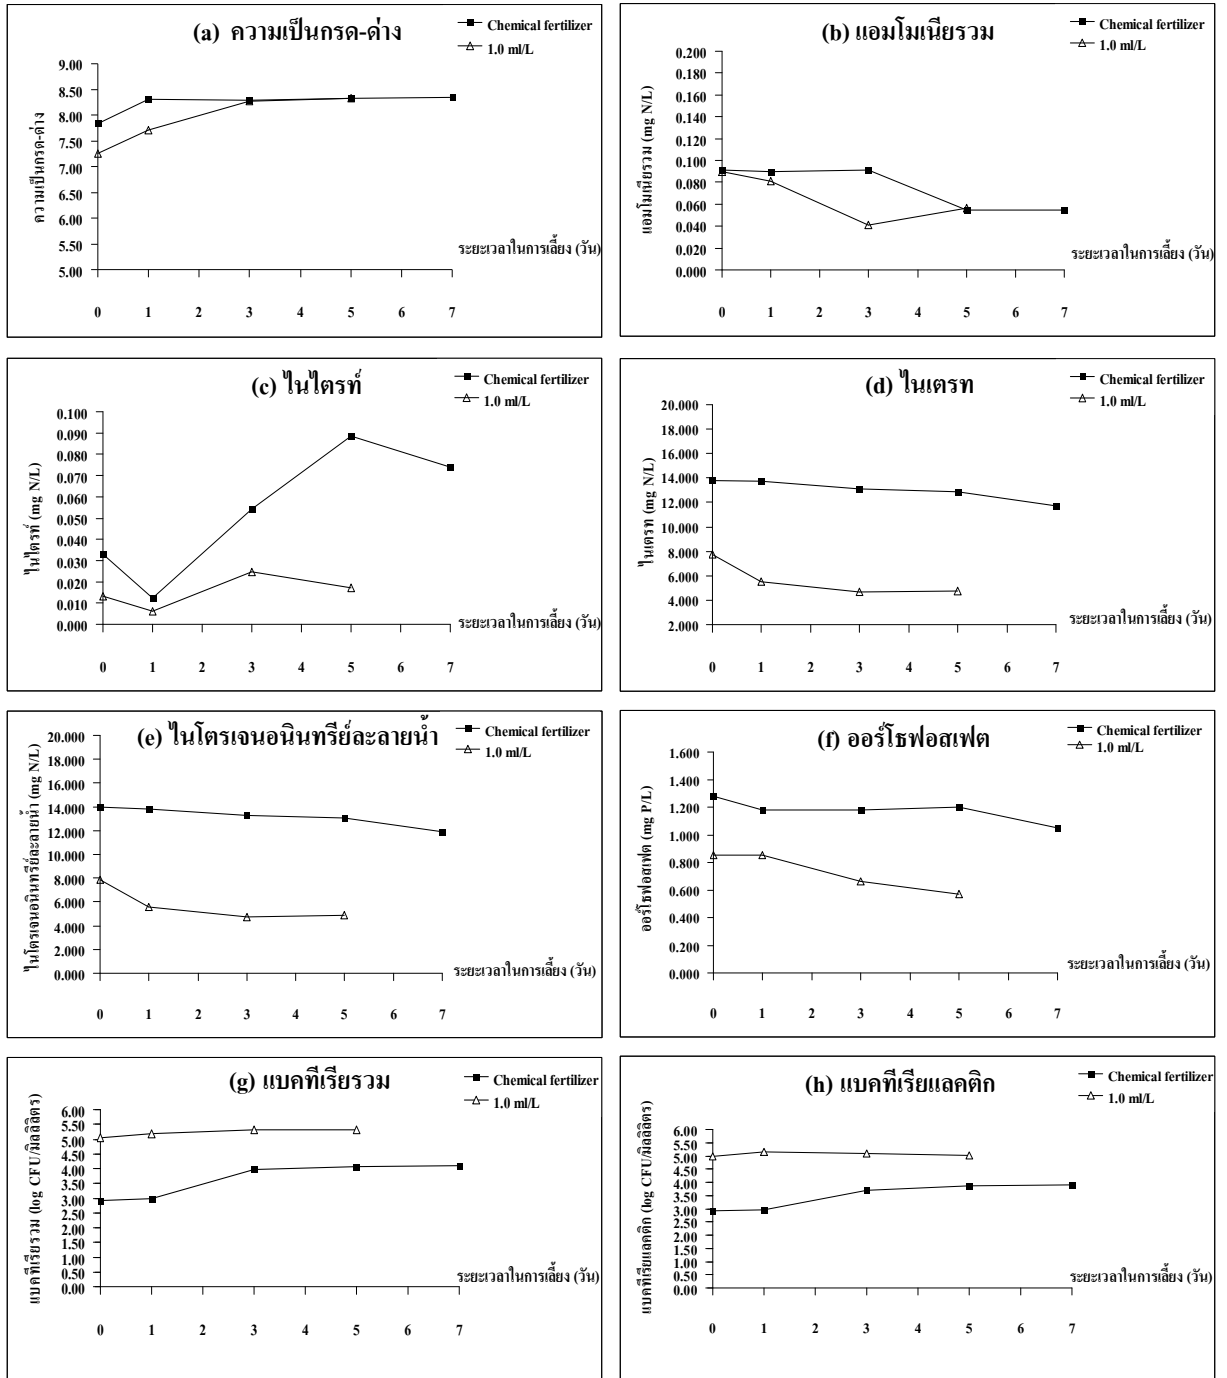 (a) ความเป็นกรด-ด่าง
Chemical fertilizer
1.0 ml/L
ความเป็นกรด-ด่าง
9.00
8.50
8.00
7.50
7.00
6.50
6.00
5.50
5.00
ระยะเวลาในการเลี้ยง (วัน)
0 1 2 3 4 5 6 7
(b) แอมโมเนียรวม
Chemical fertilizer
1.0 ml/L
แอมโมเนียรวม (mg N/L)
0.200
0.180
0.160
0.140
0.120
0.100
0.080
0.060
0.040
0.020
0.000
ระยะเวลาในการเลี้ยง (วัน)
0 1 2 3 4 5 6 7
(c) ไนไตรท์
Chemical fertilizer
1.0 ml/L
ไนไตรท์ (mg N/L)
0.100
0.090
0.080
0.070
0.060
0.050
0.040
0.030
0.020
0.010
0.000
ระยะเวลาในการเลี้ยง (วัน)
0 1 2 3 4 5 6 7
(d) ไนเตรท
Chemical fertilizer
1.0 ml/L
ไนเตรท (mg N/L)
20.000
18.000
16.000
14.000
12.000
10.000
8.000
6.000
4.000
2.000
ระยะเวลาในการเลี้ยง (วัน)
0 1 2 3 4 5 6 7
(e) ไนโตรเจนอนินทรีย์ละลายน้ำ
Chemical fertilizer
1.0 ml/L
ไนโตรเจนอนินทรีย์ละลายน้ำ (mg N/L)
20.000
18.000
16.000
14.000
12.000
10.000
8.000
6.000
4.000
2.000
0.000
ระยะเวลาในการเลี้ยง (วัน)
0 1 2 3 4 5 6 7
(f) ออร์โธฟอสเฟต
Chemical fertilizer
1.0 ml/L
ออร์โธฟอสเฟต (mg P/L)
1.600
1.400
1.200
1.000
0.800
0.600
0.400
0.200
0.000
ระยะเวลาในการเลี้ยง (วัน)
0 1 2 3 4 5 6 7
(g) แบคทีเรียรวม
Chemical fertilizer
1.0 ml/L
แบคทีเรียรวม (log CFU/มิลลิลิตร)
6.00
5.50
5.00
4.50
4.00
3.50
3.00
2.50
2.00
1.50
1.00
0.50
0.00
ระยะเวลาในการเลี้ยง (วัน)
0 1 2 3 4 5 6 7
(h) แบคทีเรียแลคติก
Chemical fertilizer
1.0 ml/L
แบคทีเรียแลคติก (log CFU/มิลลิลิตร)
6.00
5.50
5.00
4.50
4.00
3.50
3.00
2.50
2.00
1.50
1.00
0.50
0.00
ระยะเวลาในการเลี้ยง (วัน)
0 1 2 3 4 5 6 7